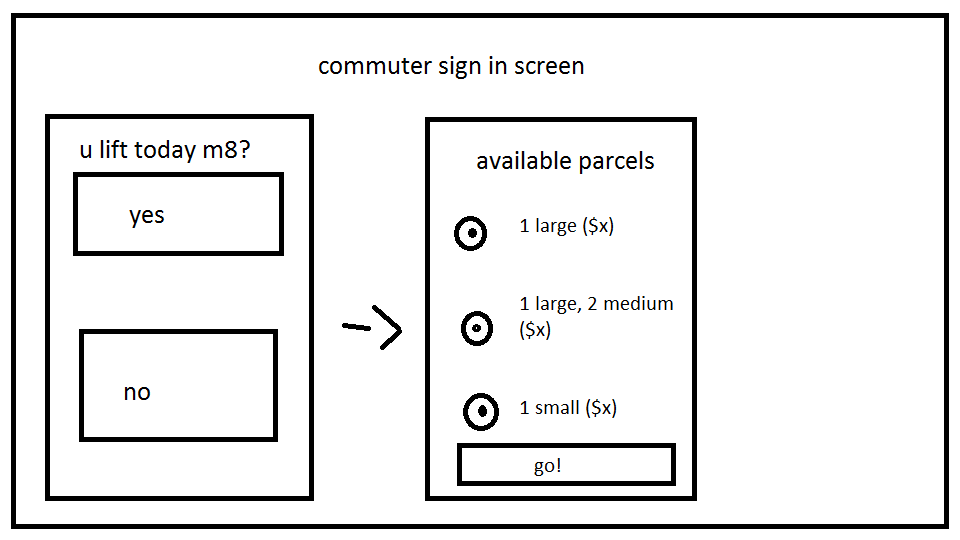 commuter sign in screen
u lift today m8?
yes
no
available parcels
1 large ($x)
1 large, 2 medium
($x)
1 small ($x)
go!